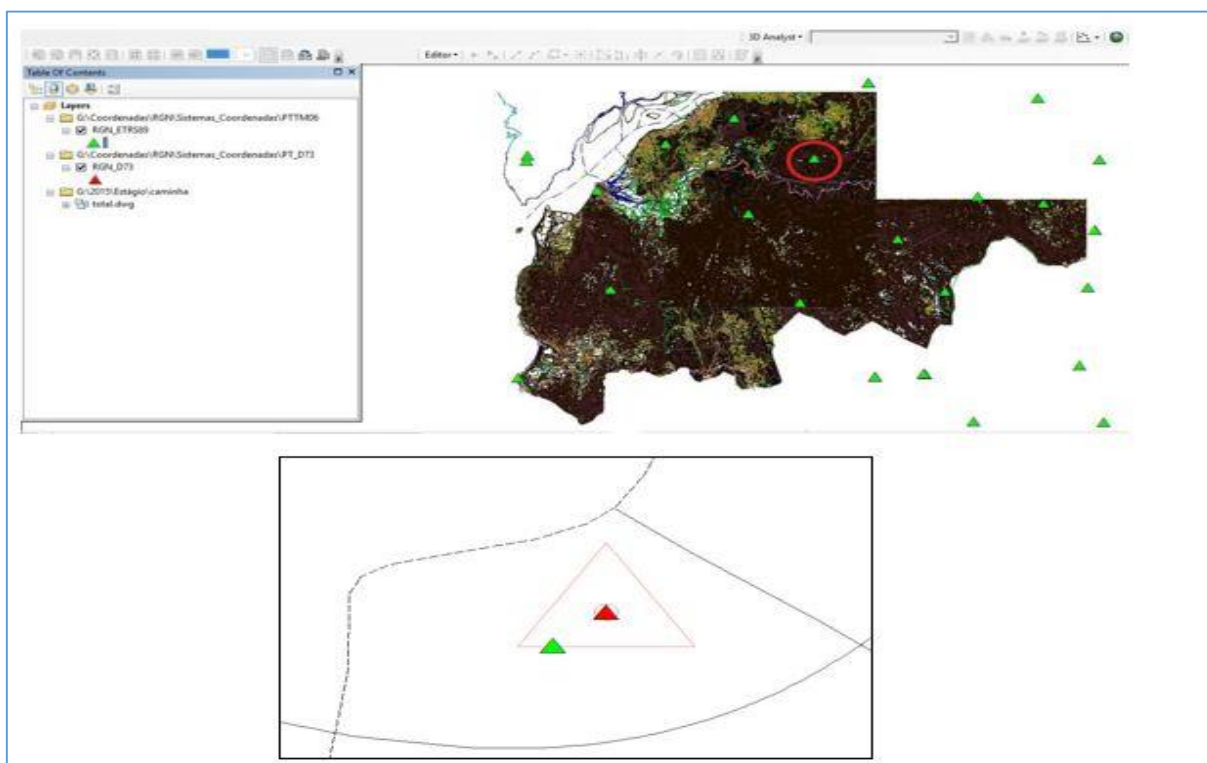 3D Analyst
Editor
Table Of Contents
Layers
G:\Coordenadas\RGN\Sistemas_Coordenadas\PTTM06
RGN_ETRS89
G:\Coordenadas\RGN\Sistemas_Coordenadas\PT_D73
RGN_D73
G:\2015\Estágio\caminha
total.dwg